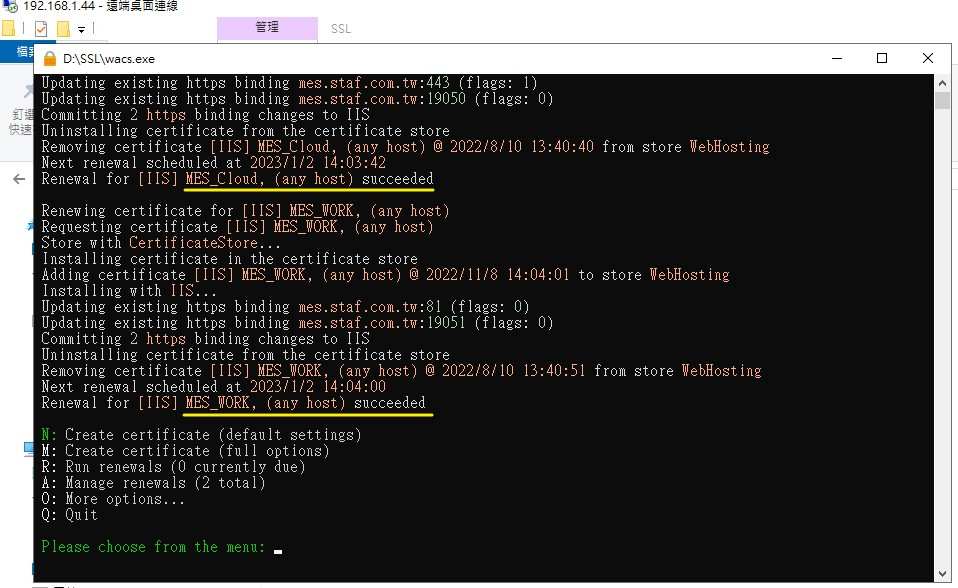 192.168.1.44 - 遠端桌面連線
管理
SSL
D:\SSL\wacs.exe
Updating existing https binding mes.staf.com.tw:443 (flags: 1)
Updating existing https binding mes.staf.com.tw:19050 (flags: 0)
Committing 2 https binding changes to IIS
Uninstalling certificate from the certificate store
Removing certificate [IIS] MES_Cloud, (any host) @ 2022/8/10 13:40:40 from store WebHosting
Next renewal scheduled at 2023/1/2 14:03:42
Renewal for [IIS] MES_Cloud, (any host) succeeded
Renewing certificate for [IIS] MES_WORK, (any host)
Requesting certificate [IIS] MES_WORK, (any host)
Store with CertificateStore...
Installing certificate in the certificate store
Adding certificate [IIS] MES_WORK, (any host) @ 2022/11/8 14:04:01 to store WebHosting
Installing with IIS...
Updating existing https binding mes.staf.com.tw:81 (flags: 0)
Updating existing https binding mes.staf.com.tw:19051 (flags: 0)
Committing 2 https binding changes to IIS
Uninstalling certificate from the certificate store
Removing certificate [IIS] MES_WORK, (any host) @ 2022/8/10 13:40:51 from store WebHosting
Next renewal scheduled at 2023/1/2 14:04:00
Renewal for [IIS] MES_WORK, (any host) succeeded
N: Create certificate (default settings)
M: Create certificate (full options)
R: Run renewals (0 currently due)
A: Manage renewals (2 total)
O: More options...
Q: Quit
Please choose from the menu: